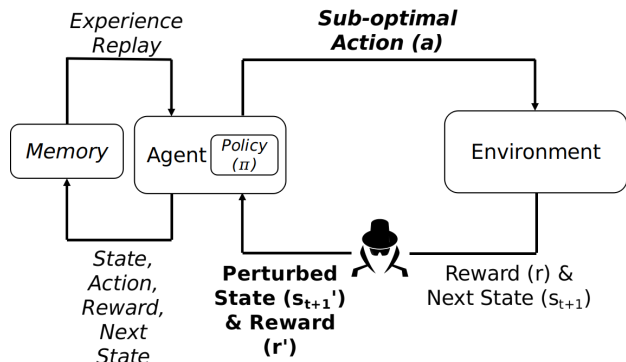 Experience
Replay
Sub-optimal
Action (a)
Memory
Agent
Policy
(π)
Environment
State,
Action,
Reward,
Next
State
Perturbed
State (sₜ₊₁')
& Reward
(r')
Reward (r) &
Next State (sₜ₊₁)